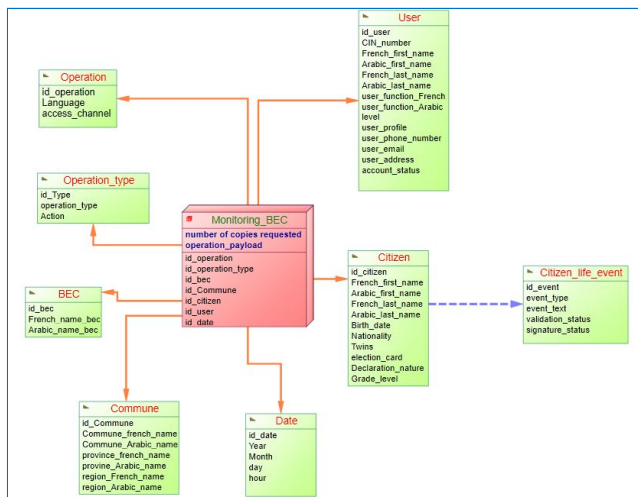 User
id_user
CIN_number
French_first_name
Arabic_first_name
French_last_name
Arabic_last_name
user_function_French
user_function_Arabic
level
user_profile
user_phone_number
user_email
user_address
account_status
Operation
id_operation
Language
access_channel
Operation_type
id_Type
operation_type
Action
Monitoring_BEC
number of copies requested
operation_payload
id_operation
id_operation_type
id_bec
id_Commune
id_citizen
id_user
id_date
BEC
id_bec
French_name_bec
Arabic_name_bec
Citizen
id_citizen
French_first_name
Arabic_first_name
French_last_name
Arabic_last_name
Birth_date
Nationality
Twins
election_card
Declaration_nature
Grade_level
Citizen_life_event
id_event
event_type
event_text
validation_status
signature_status
Commune
id_Commune
Commune_french_name
Commune_Arabic_name
province_french_name
provine_Arabic_name
region_French_name
region_Arabic_name
Date
id_date
Year
Month
day
hour